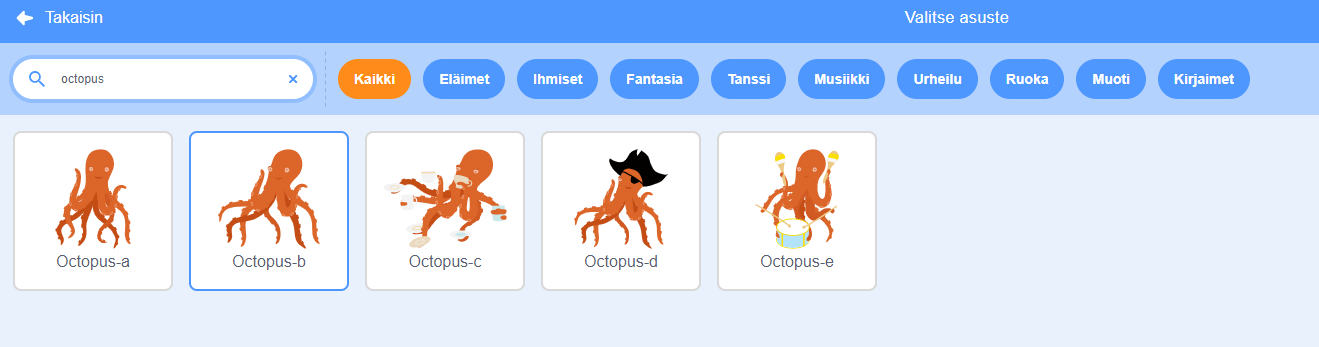 Takaisin
Valitse asuste
octopus
Kaikki
Eläimet
Ihmiset
Fantasia
Tanssi
Musiikki
Urheilu
Ruoka
Muoti
Kirjaimet
Octopus-a
Octopus-b
Octopus-c
Octopus-d
Octopus-e